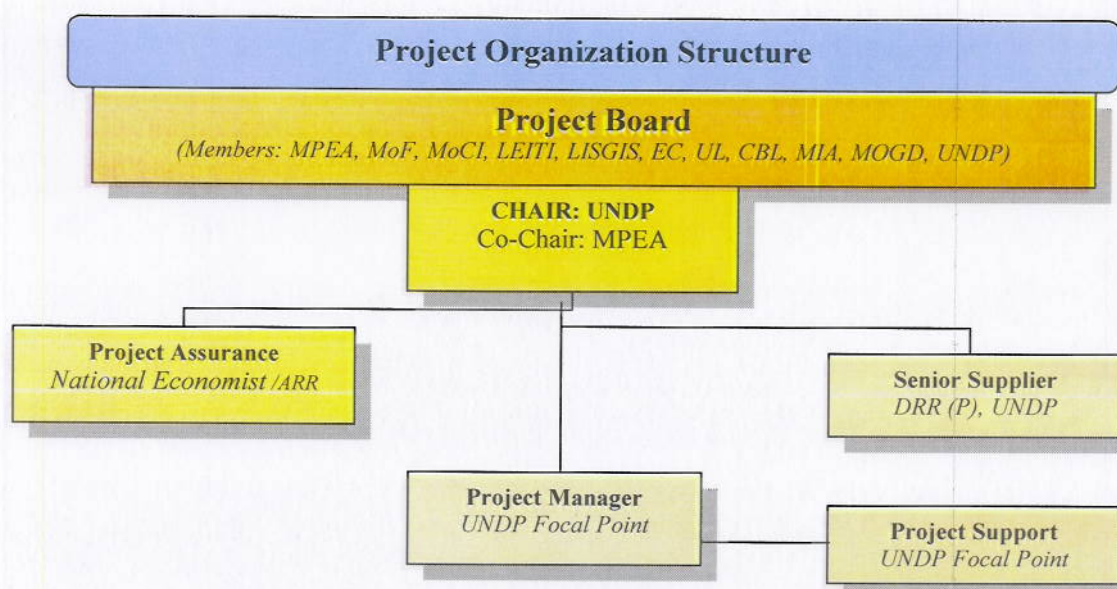 Project Organization Structure
Project Board
(Members: MPEA, MoF, MoCI, LEITI, LISGIS, EC, UL, CBL, MIA, MOGD, UNDP)
CHAIR: UNDP
Co-Chair: MPEA
Project Assurance
National Economist /ARR
Senior Supplier
DRR (P), UNDP
Project Manager
UNDP Focal Point
Project Support
UNDP Focal Point